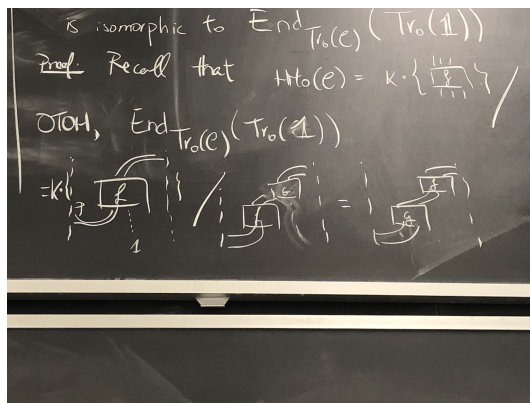 is isomorphic to End_{Tr₀(C)}(Tr₀(𝟙))
Proof: Recall that HH₀(C) = K·{ f } /
OTOH, End_{Tr₀(C)}(Tr₀(𝟙))
=K·{ f } / f = g
1